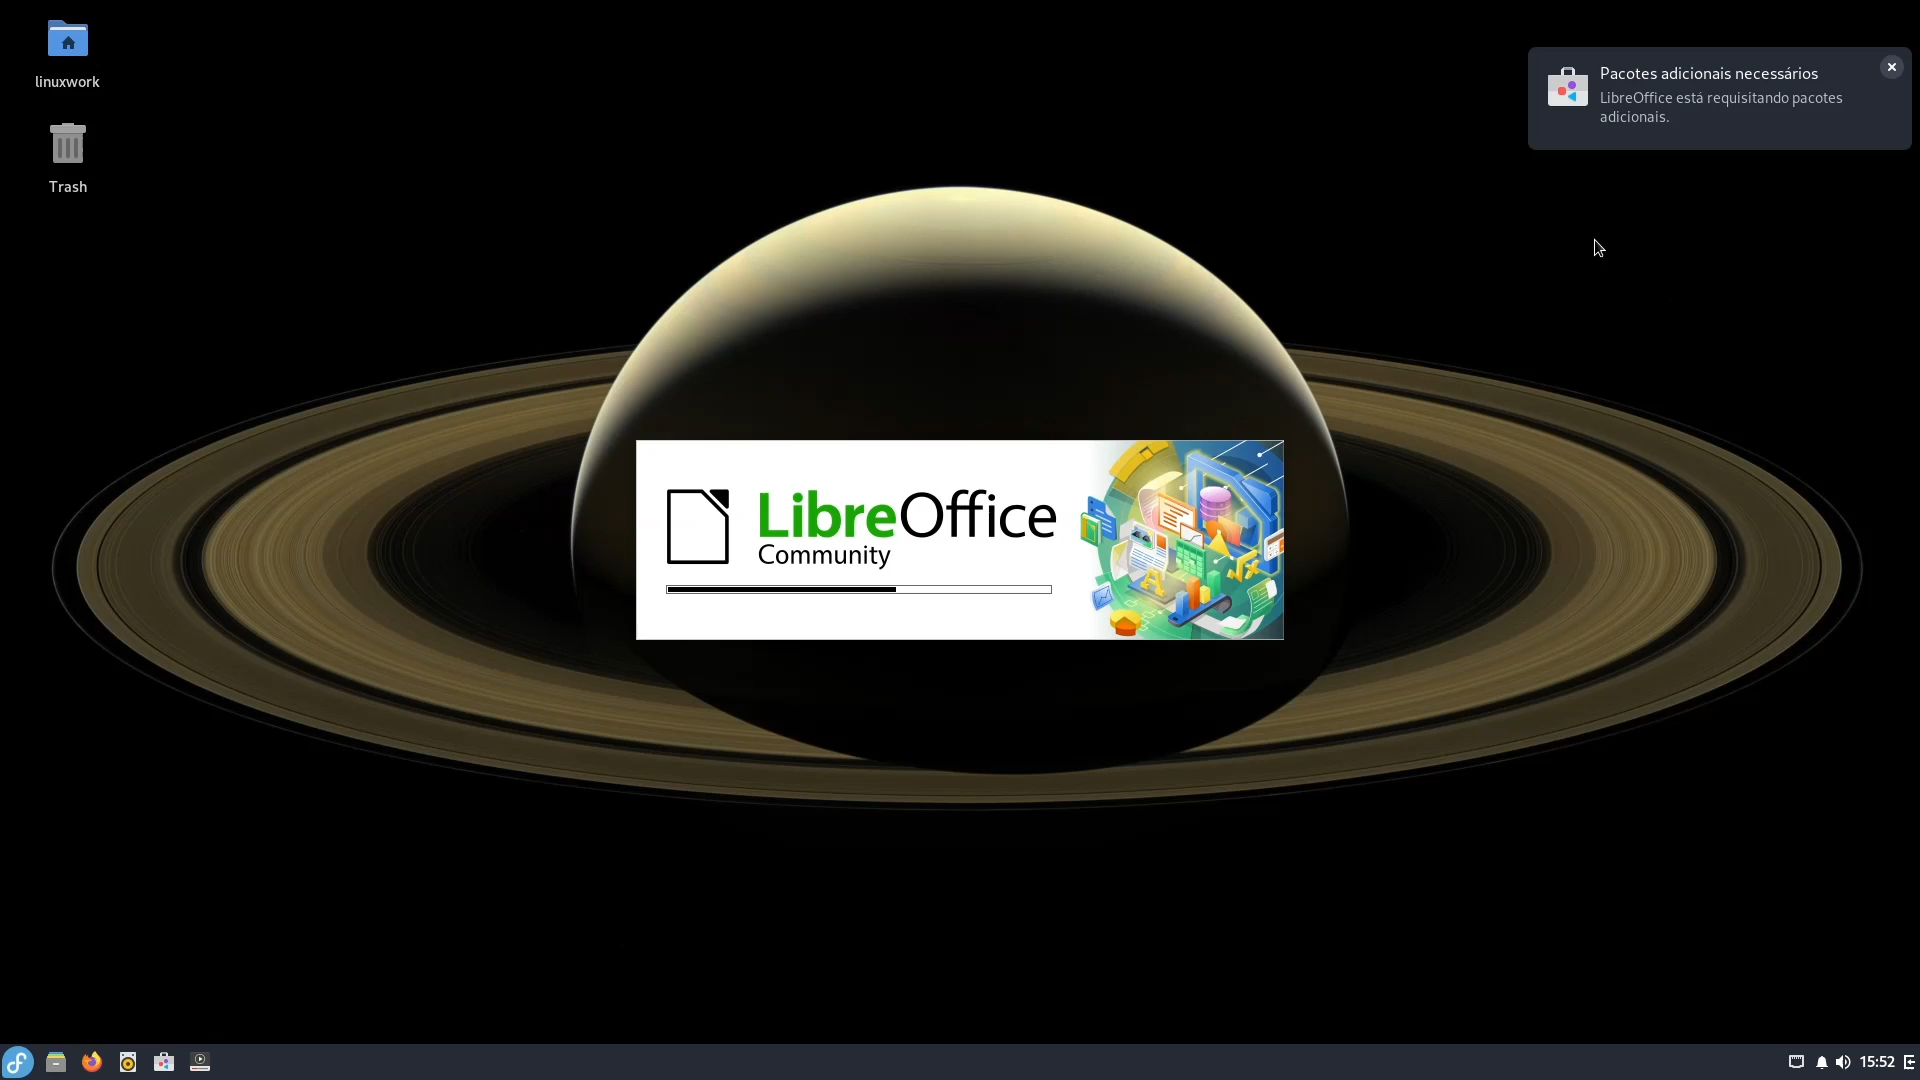 linuxwork
Trash
Pacotes adicionais necessários
LibreOffice está requisitando pacotes
adicionais.
LibreOffice
Community
15:52